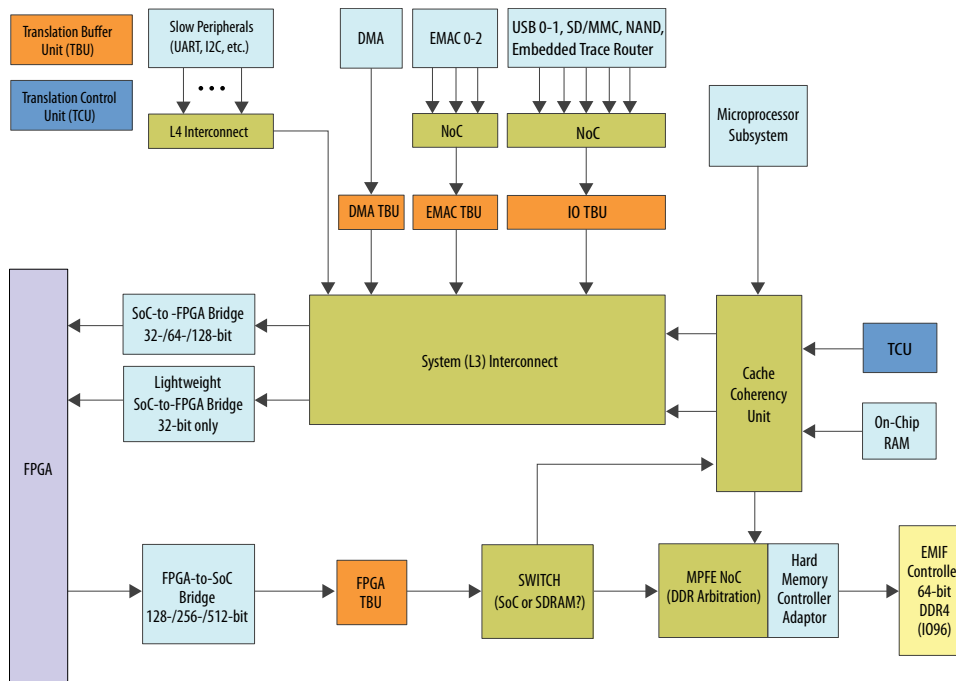 Translation Buffer
Unit (TBU)
Translation Control
Unit (TCU)
Slow Peripherals
(UART, I2C, etc.)
• • •
L4 Interconnect
DMA
EMAC 0-2
USB 0-1, SD/MMC, NAND,
Embedded Trace Router
NoC
NoC
Microprocessor
Subsystem
DMA TBU
EMAC TBU
IO TBU
FPGA
SoC-to -FPGA Bridge
32-/64-/128-bit
Lightweight
SoC-to-FPGA Bridge
32-bit only
System (L3) Interconnect
Cache
Coherency
Unit
TCU
On-Chip
RAM
FPGA-to-SoC
Bridge
128-/256-/512-bit
FPGA
TBU
SWITCH
(SoC or SDRAM?)
MPFE NoC
(DDR Arbitration)
Hard
Memory
Controller
Adaptor
EMIF
Controller
64-bit
DDR4
(IO96)